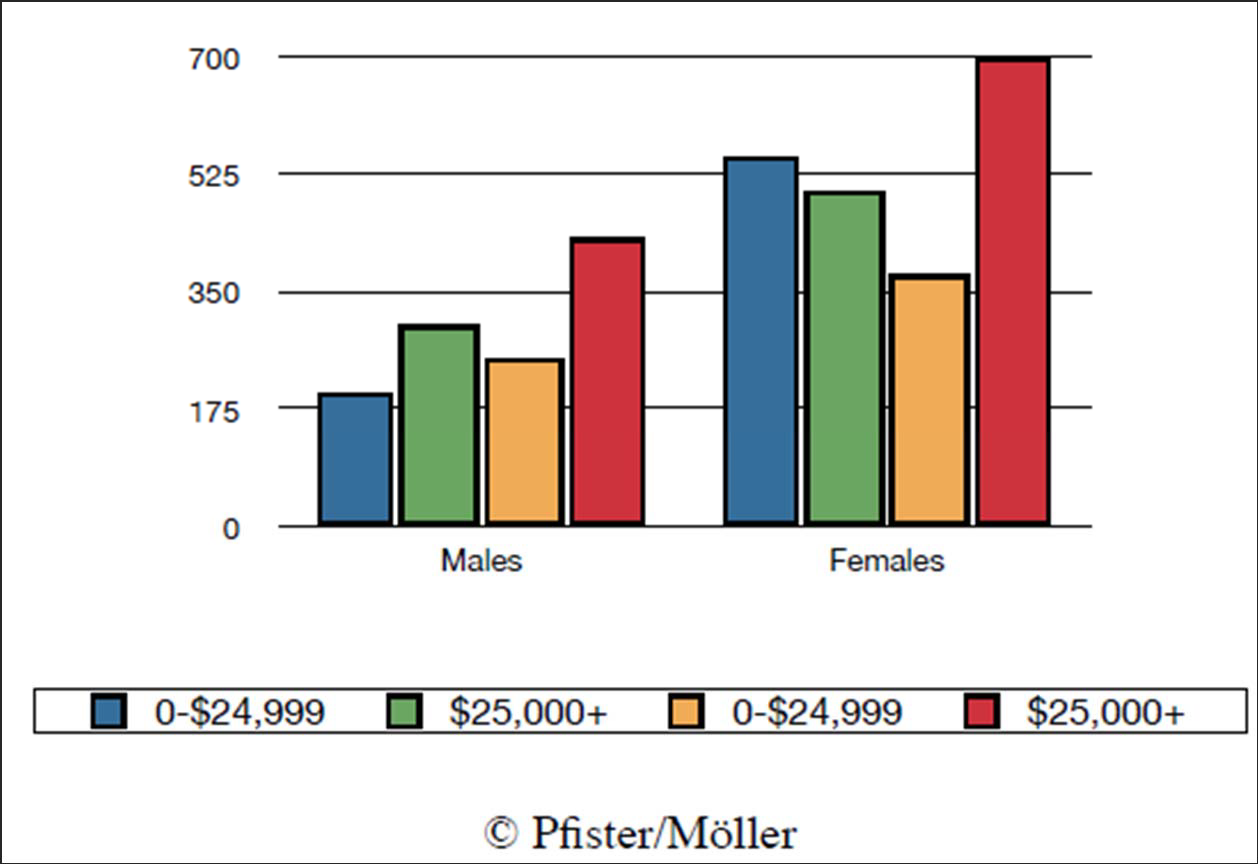 700
525
350
175
0
Males Females
0-$24,999 $25,000+ 0-$24,999 $25,000+
© Pfister/Möller